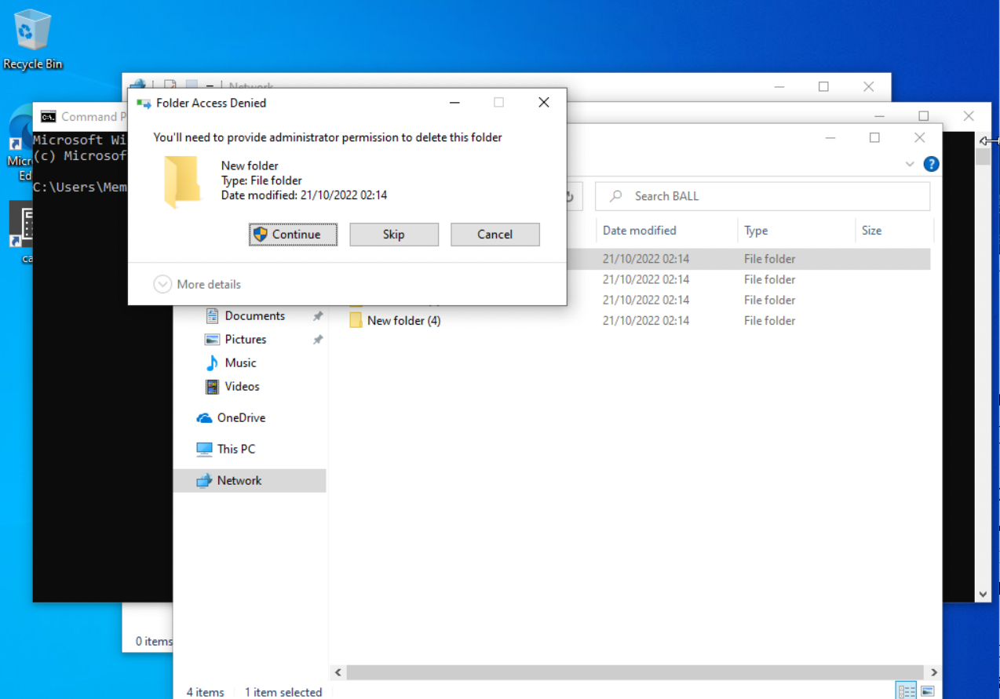 Recycle Bin
Network
Folder Access Denied
You'll need to provide administrator permission to delete this folder
New folder
Type: File folder
Date modified: 21/10/2022 02:14
Continue
Skip
Cancel
More details
Command P
Microsoft Wi
(c) Microsof
C:\Users\Mem
Micr
Ed
ca
Search BALL
Date modified
Type
Size
21/10/2022 02:14
File folder
21/10/2022 02:14
File folder
21/10/2022 02:14
File folder
New folder (4)
21/10/2022 02:14
File folder
Documents
Pictures
Music
Videos
OneDrive
This PC
Network
0 items
4 items
1 item selected